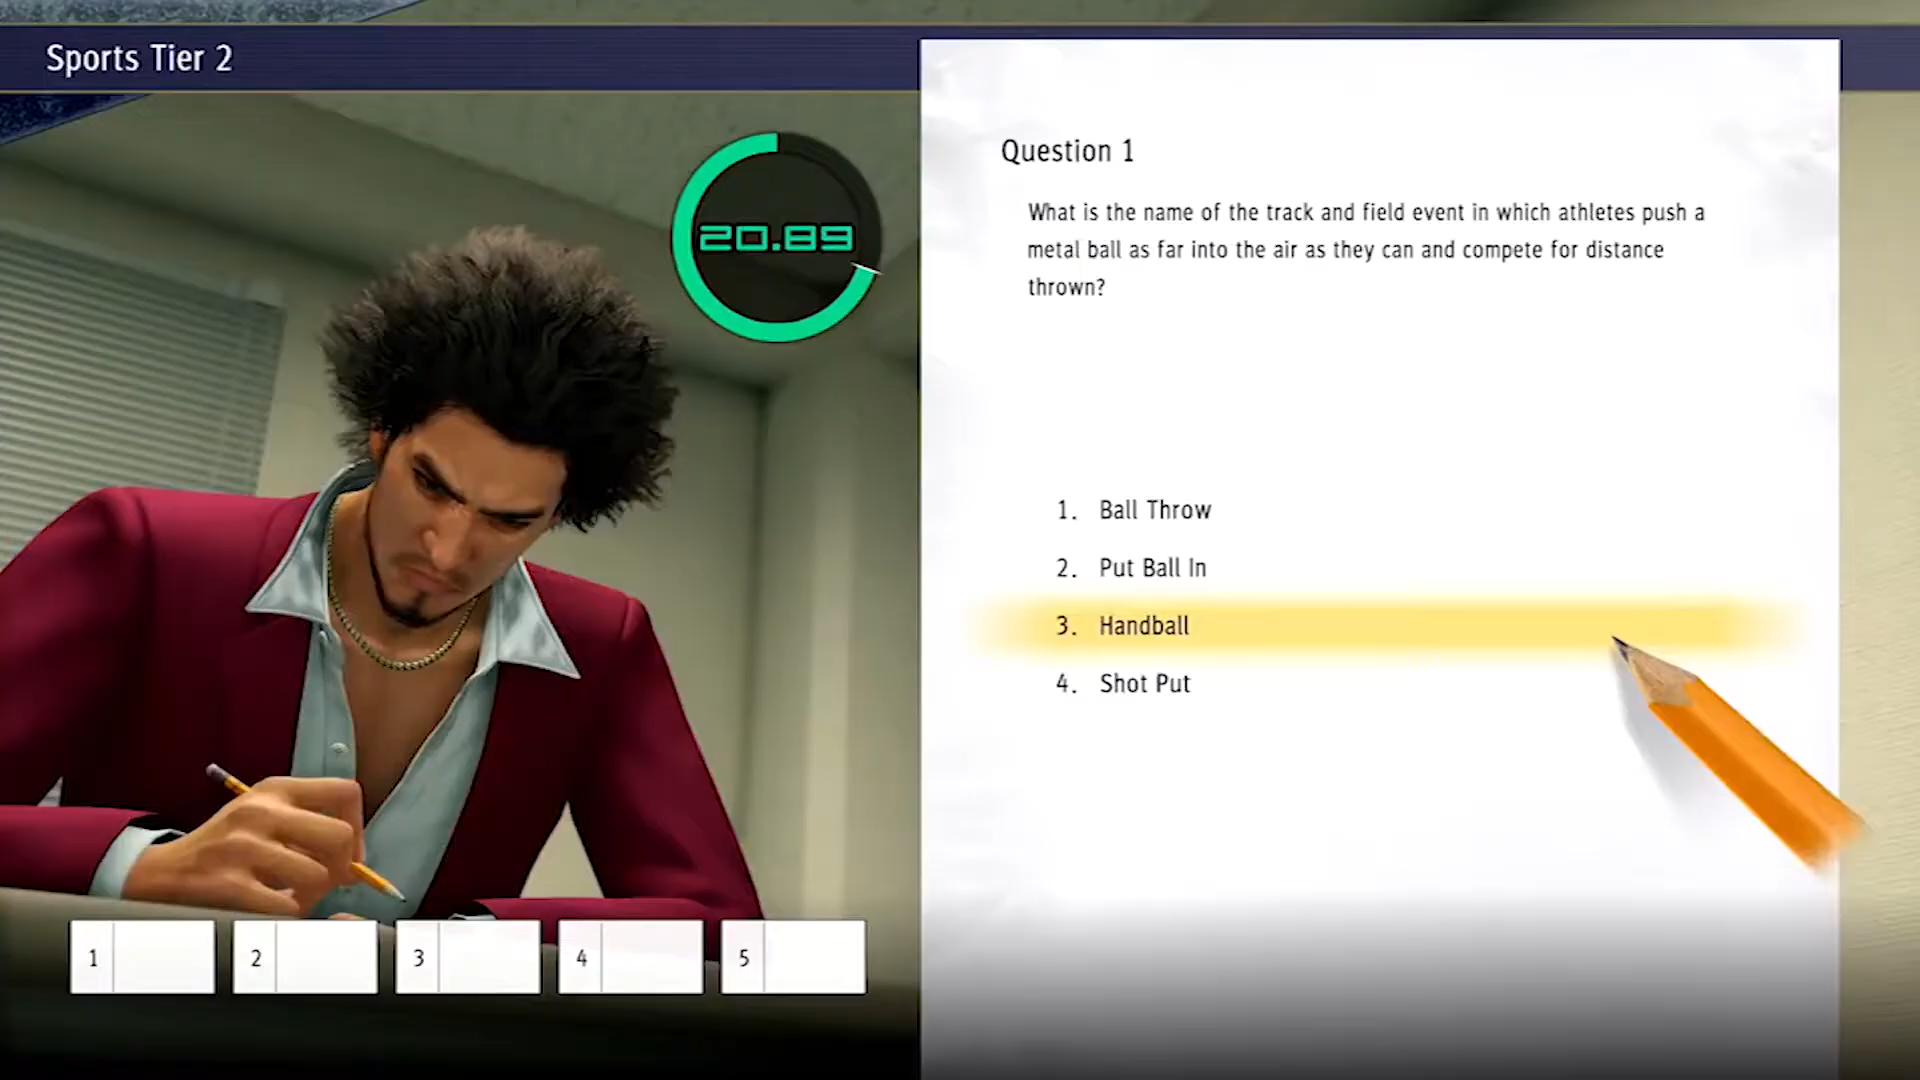 Sports Tier 2
20.89
Question 1
What is the name of the track and field event in which athletes push a
metal ball as far into the air as they can and compete for distance
thrown?
1. Ball Throw
2. Put Ball In
3. Handball
4. Shot Put
1
2
3
4
5